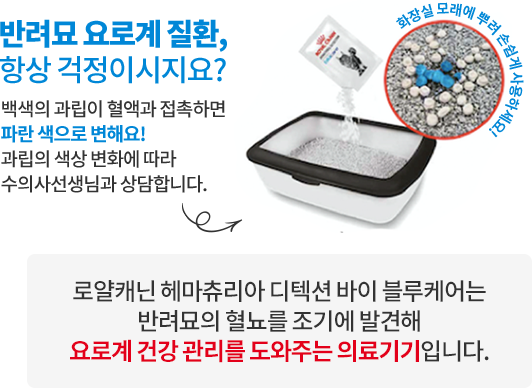 반려묘 요로계 질환,
항상 걱정이시지요?
백색의 과립이 혈액과 접촉하면
파란 색으로 변해요!
과립의 색상 변화에 따라
수의사선생님과 상담합니다.
화장실 모래에 뿌려 손쉽게 사용하세요!
ROYAL CANIN
로얄캐닌 헤마츄리아 디텍션 바이 블루케어는
반려묘의 혈뇨를 조기에 발견해
요로계 건강 관리를 도와주는 의료기기입니다.